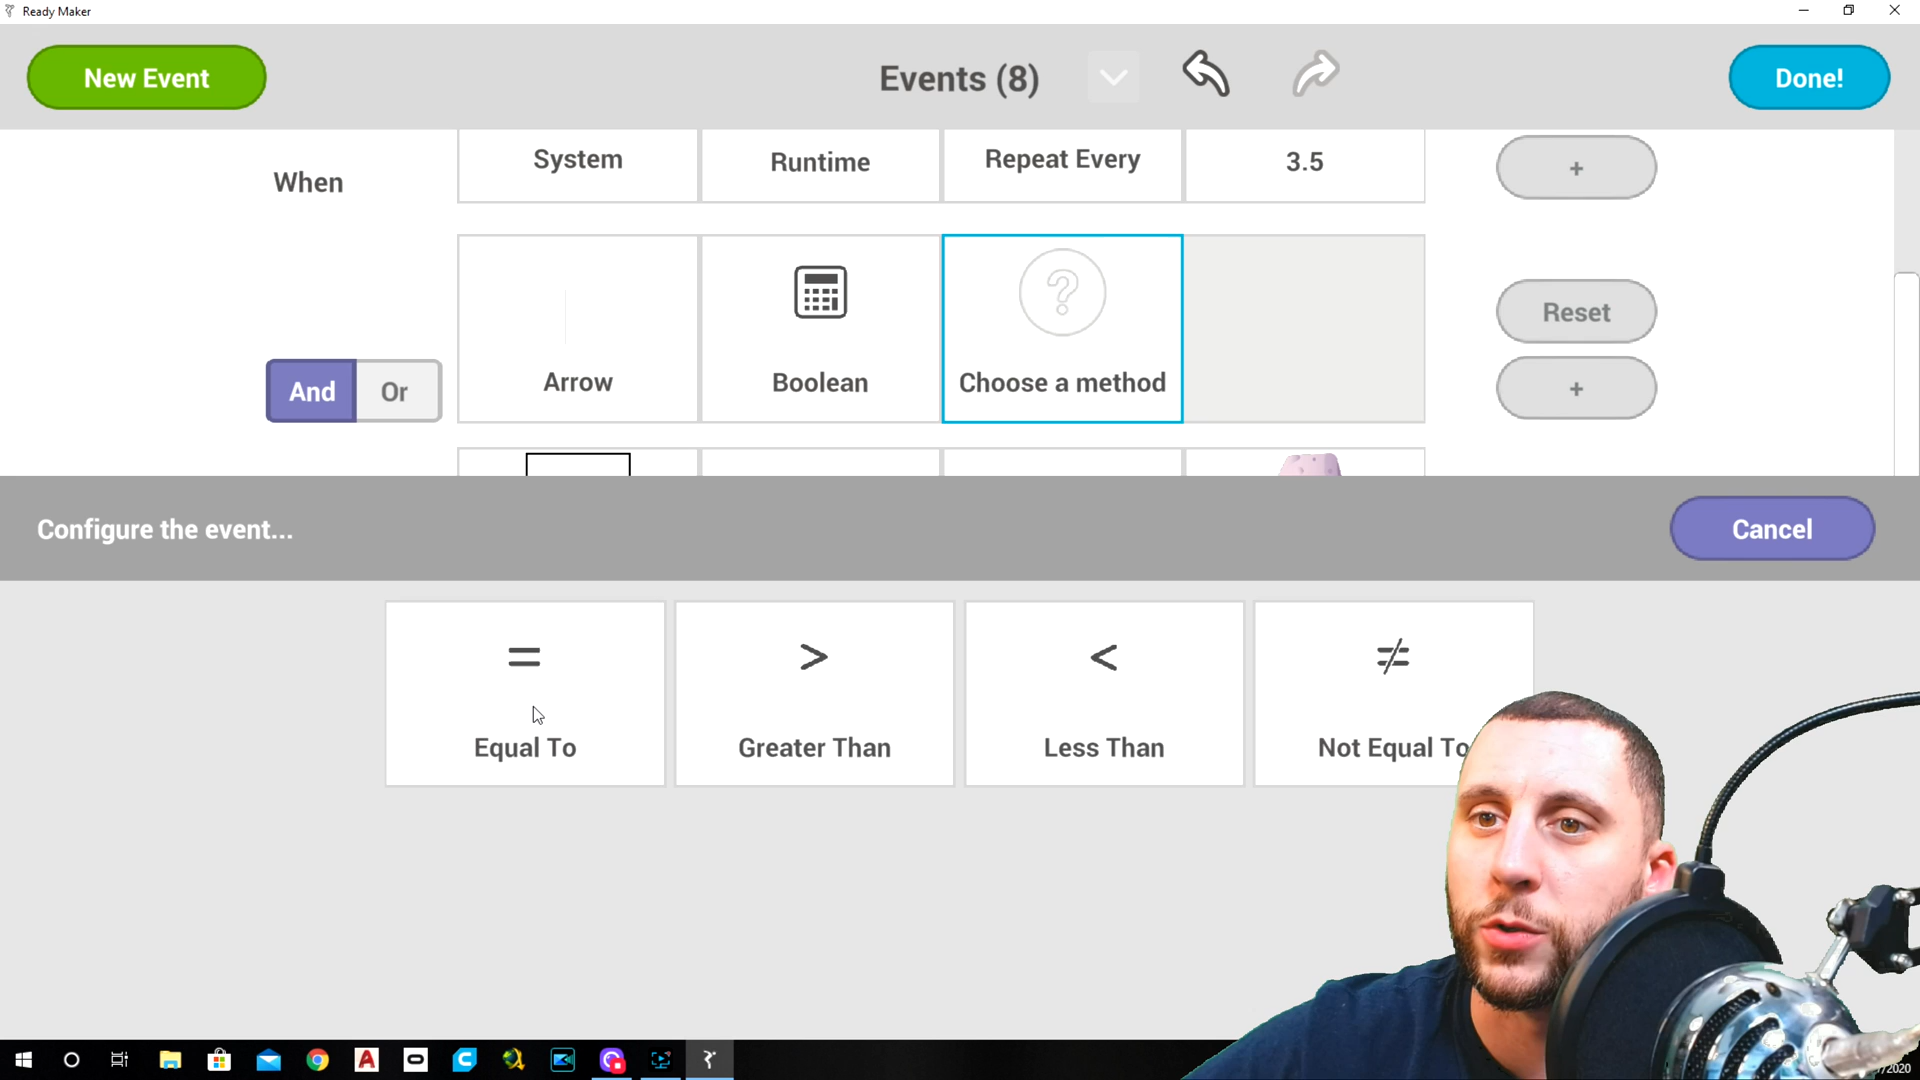 Ready Maker
New Event
Events (8)
Done!
When
System
Runtime
Repeat Every
3.5
+
Arrow
Boolean
?
Choose a method
Reset
And
Or
+
Configure the event...
Cancel
=
>
<
≠
Equal To
Greater Than
Less Than
Not Equal To
/2020